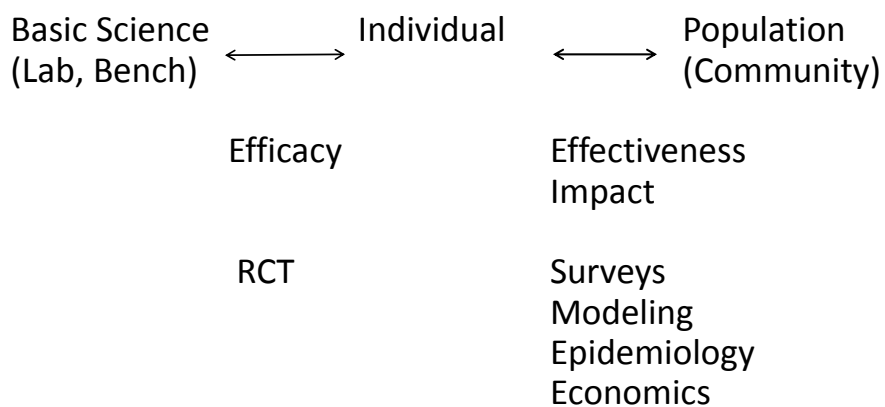 Basic Science Individual Population
(Lab, Bench) (Community)
Efficacy Effectiveness
Impact
RCT Surveys
Modeling
Epidemiology
Economics